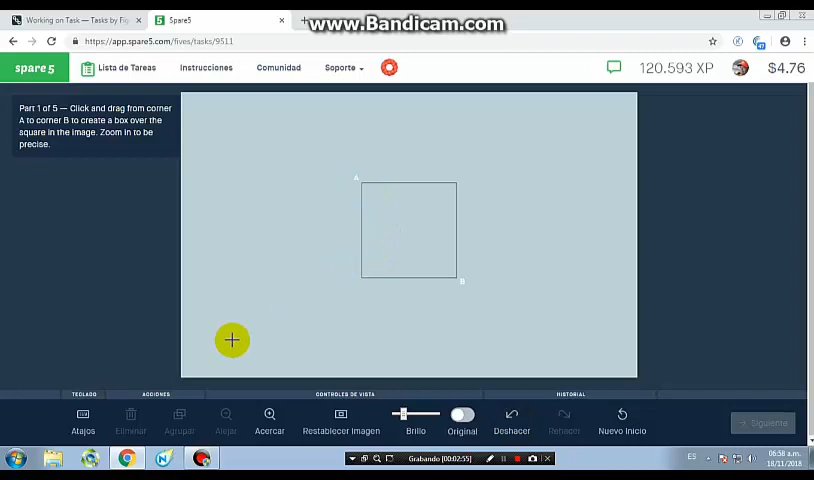 Working on Task — Tasks by Fig
Spare5
www.Bandicam.com
https://app.spare5.com/fives/tasks/9511
47
spare 5
Lista de Tareas
Instrucciones
Comunidad
Soporte
120.593 XP
$4.76
Part 1 of 5 — Click and drag from corner
A to corner B to create a box over the
square in the image. Zoom in to be
precise.
A
B
TECLADO
ACCIONES
CONTROLES DE VISTA
HISTORIAL
Atajos
Eliminar
Agrupar
Alejar
Acercar
Restablecer Imagen
Brillo
Original
Deshacer
Rehacer
Nuevo Inicio
Siguiente
Grabando [00:02:55]
ES
06:58 a.m.
18/11/2018